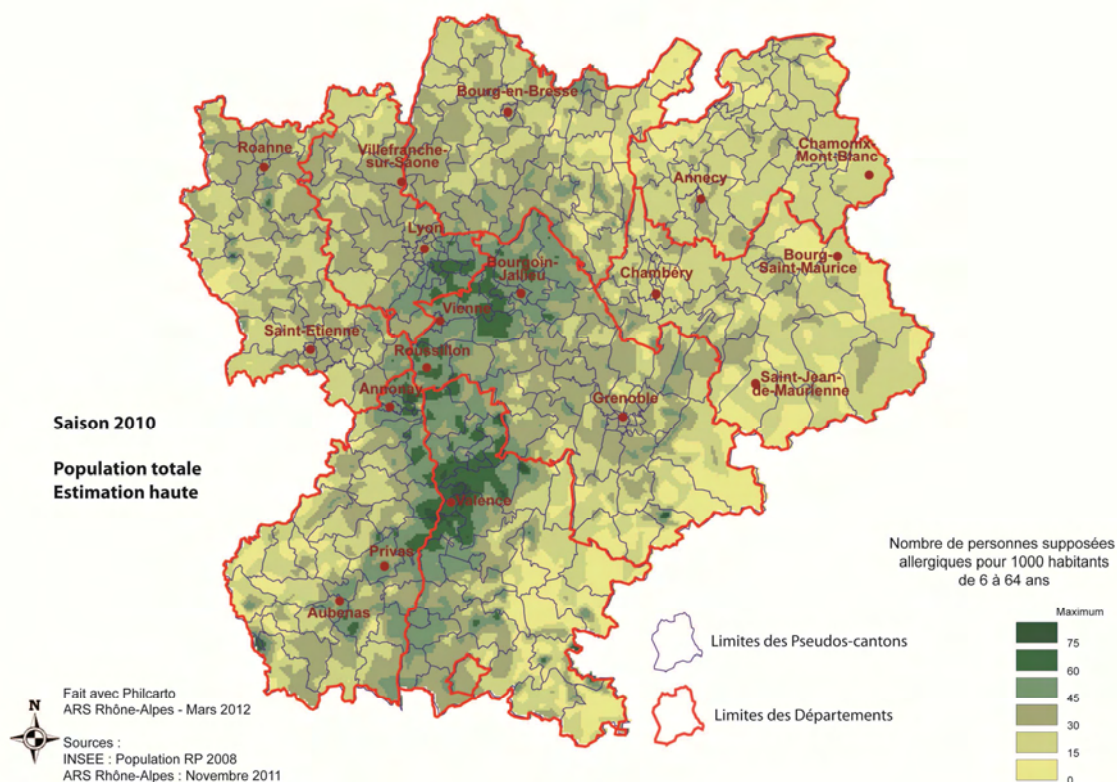 Bourg-en-Bresse
Roanne
Villefranche-
sur-Saone
Chamonix-
Mont-Blanc
Annecy
Lyon
Bourgoin-
Jallieu
Bourg-
Saint-Maurice
Chambéry
Vienne
Saint-Etienne
Roussillon
Annonay
Saint-Jean-
de-Maurienne
Grenoble
Saison 2010
Population totale
Estimation haute
Valence
Privas
Aubenas
Nombre de personnes supposées
allergiques pour 1000 habitants
de 6 à 64 ans
Maximum
75
60
45
30
15
0
Limites des Pseudos-cantons
Limites des Départements
N
Fait avec Philcarto
ARS Rhône-Alpes - Mars 2012
Sources :
INSEE : Population RP 2008
ARS Rhône-Alpes : Novembre 2011